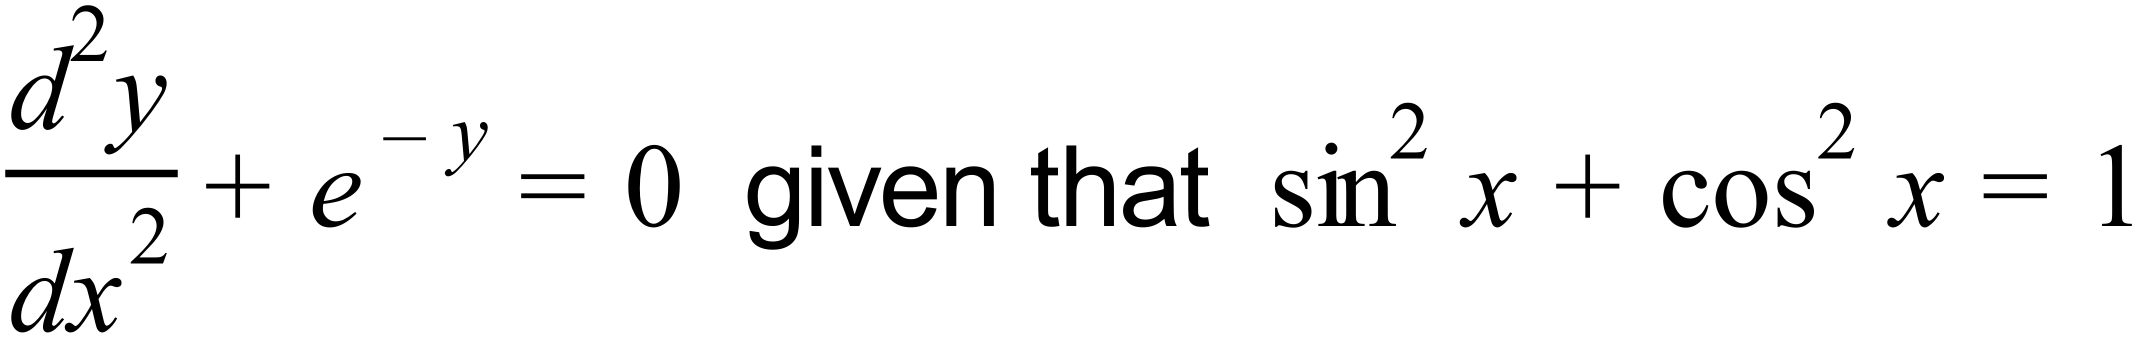 d²y/dx² + e⁻ʸ = 0 given that sin² x + cos² x = 1